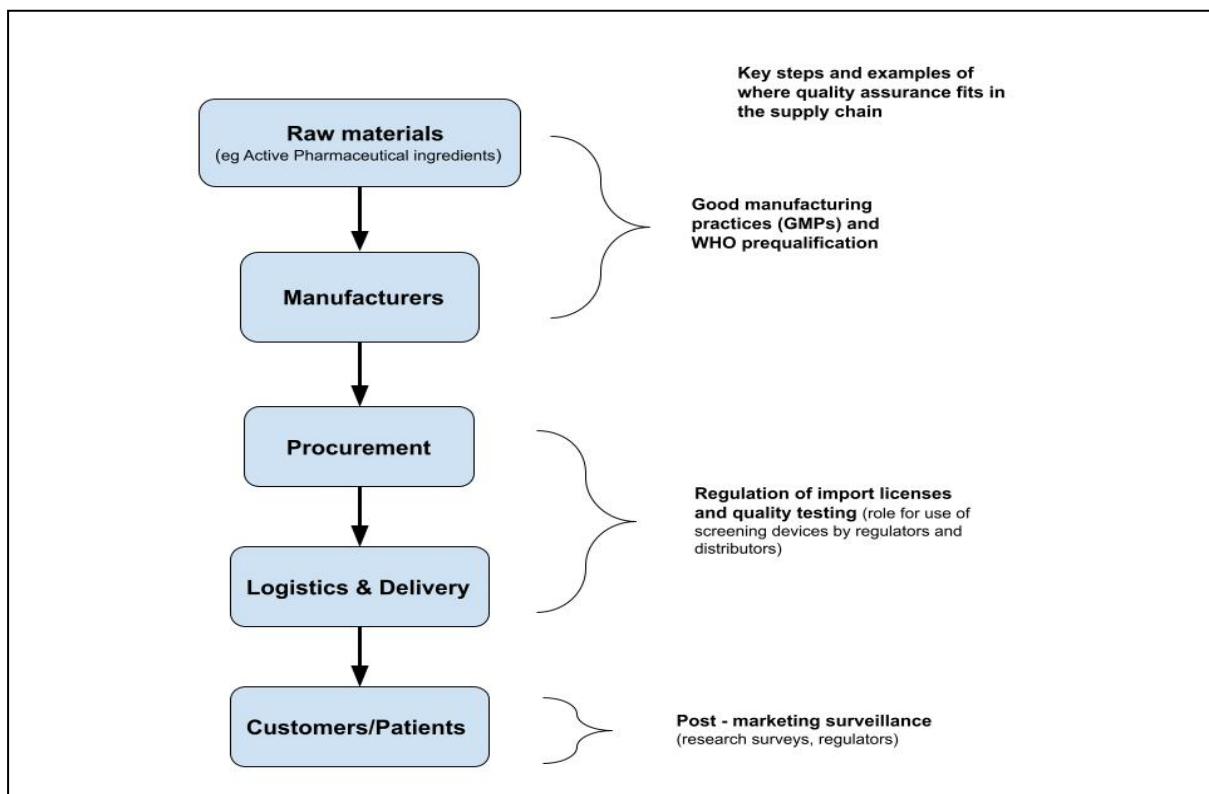 Key steps and examples of
where quality assurance fits in
the supply chain
Raw materials
(eg Active Pharmaceutical ingredients)
Good manufacturing
practices (GMPs) and
WHO prequalification
Manufacturers
Procurement
Regulation of import licenses
and quality testing (role for use of
screening devices by regulators and
distributors)
Logistics & Delivery
Customers/Patients
Post - marketing surveillance
(research surveys, regulators)